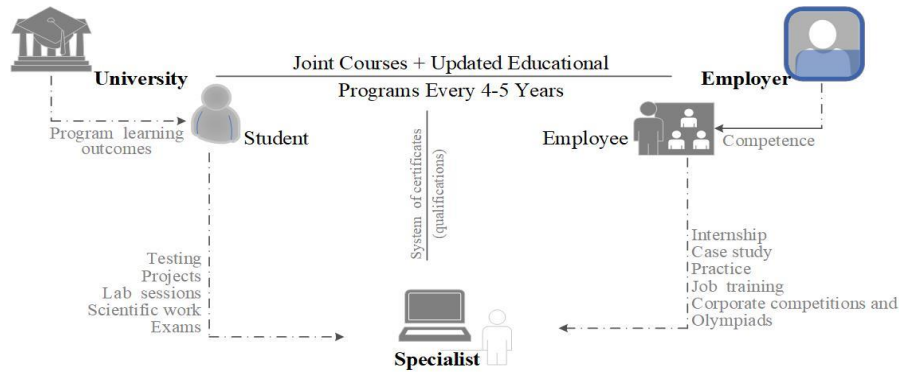 University
Joint Courses + Updated Educational
Programs Every 4-5 Years
Employer
Program learning
outcomes
Student
Employee
Competence
System of certificates
(qualifications)
Testing
Projects
Lab sessions
Scientific work
Exams
Internship
Case study
Practice
Job training
Corporate competitions and
Olympiads
Specialist